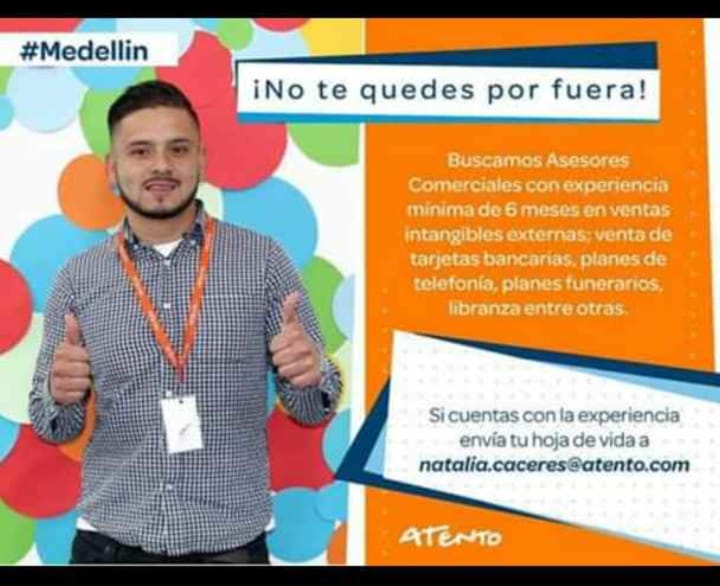 #Medellin
¡No te quedes por fuera!
Buscamos Asesores
Comerciales con experiencia
mínima de 6 meses en ventas
intangibles externas; venta de
tarjetas bancarias, planes de
telefonía, planes funerarios,
libranza entre otras.
Si cuentas con la experiencia
envía tu hoja de vida a
natalia.caceres@atento.com
ATENTO